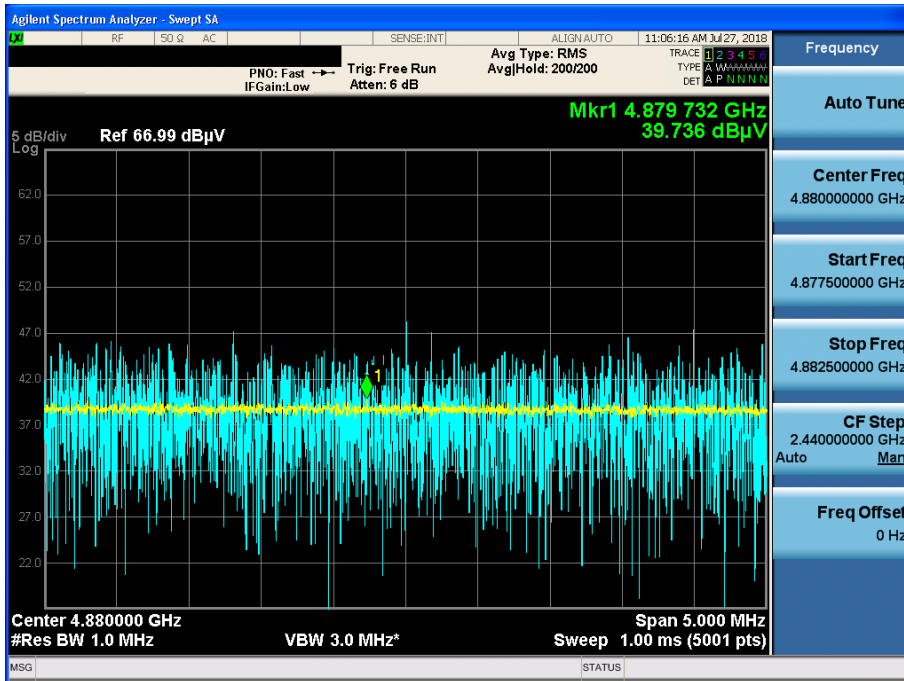 Agilent Spectrum Analyzer - Swept SA
LXI RF 50 Ω AC SENSE:INT ALIGN AUTO 11:06:16 AM Jul 27, 2018
PNO: Fast
IFGain:Low
Trig: Free Run
Atten: 6 dB
Avg Type: RMS
Avg|Hold: 200/200
TRACE 1 2 3 4 5 6
TYPE A WWWWW
DET A P N N N N
Mkr1 4.879 732 GHz
39.736 dBµV
5 dB/div
Log
Ref 66.99 dBµV
62.0
57.0
52.0
47.0
42.0
37.0
32.0
27.0
22.0
1
Center 4.880000 GHz
Span 5.000 MHz
#Res BW 1.0 MHz
VBW 3.0 MHz*
Sweep 1.00 ms (5001 pts)
MSG
STATUS
Frequency
Auto Tune
Center Freq
4.880000000 GHz
Start Freq
4.877500000 GHz
Stop Freq
4.882500000 GHz
CF Step
2.440000000 GHz
Auto Man
Freq Offset
0 Hz